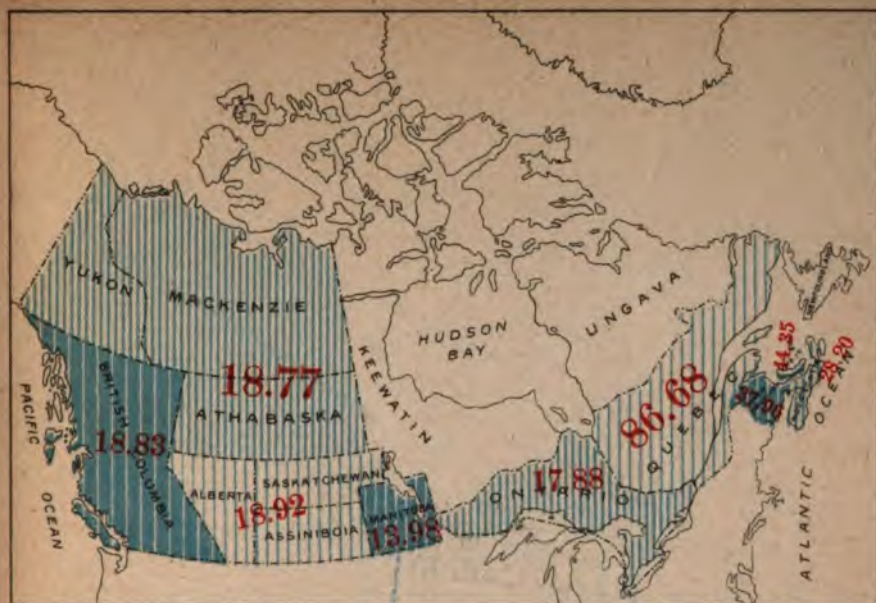 YUKON
MACKENZIE
18.77
ATHABASKA
PACIFIC
OCEAN
BRITISH COLUMBIA
18.83
ALBERTA
SASKATCHEWAN
18.92
ASSINIBOIA
MANITOBA
13.98
KEEWATIN
HUDSON
BAY
UNGAVA
ONTARIO
17.88
QUEBEC
86.68
44.35
28.20
ATLANTIC
OCEAN